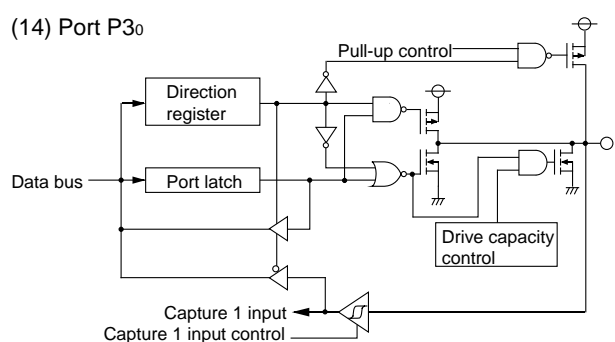 (14) Port P30
Pull-up control
Direction
register
Data bus
Port latch
Drive capacity
control
Capture 1 input
Capture 1 input control